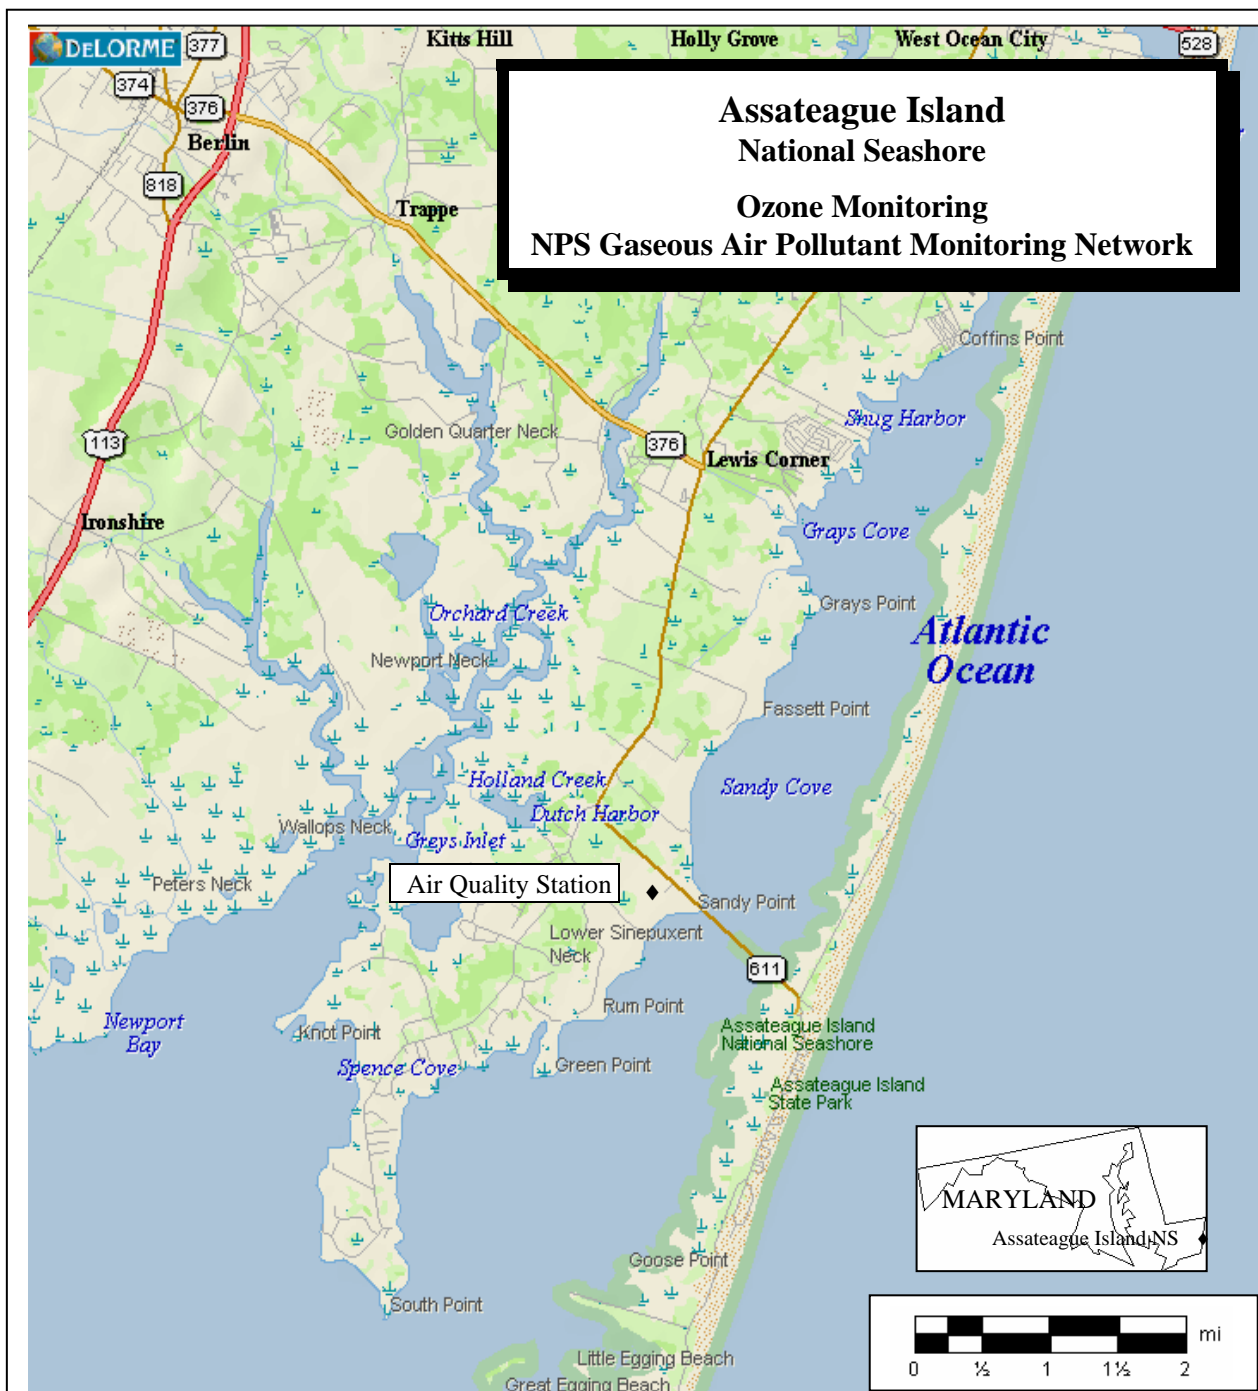 DELORME
377
Kitts Hill
Holly Grove
West Ocean City
528
374
376
Berlin
818
Trappe
Assateague Island
National Seashore
Ozone Monitoring
NPS Gaseous Air Pollutant Monitoring Network
Coffins Point
Snug Harbor
Golden Quarter Neck
113
376
Lewis Corner
Ironshire
Grays Cove
Grays Point
Orchard Creek
Atlantic
Ocean
Newport Neck
Fassett Point
Holland Creek
Sandy Cove
Dutch Harbor
Wallops Neck
Greys Inlet
Peters Neck
Air Quality Station
Sandy Point
Lower Sinepuxent
Neck
611
Rum Point
Newport
Bay
Knot Point
Assateague Island
National Seashore
Spence Cove
Green Point
Assateague Island
State Park
MARYLAND
Assateague Island NS
Goose Point
South Point
Little Egging Beach
Great Egging Beach
mi
0 ½ 1 1½ 2